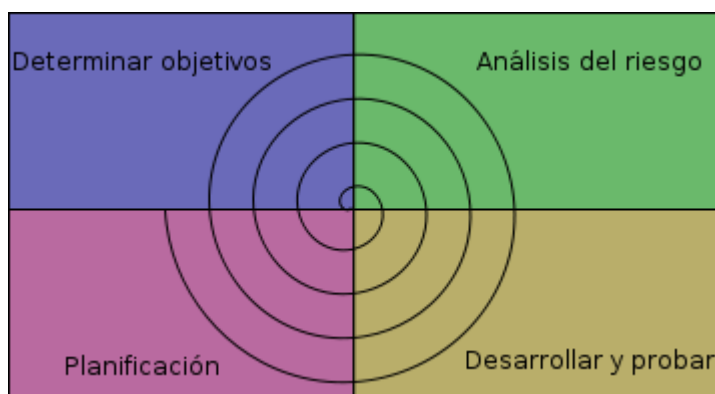 Determinar objetivos
Análisis del riesgo
Planificación
Desarrollar y probar